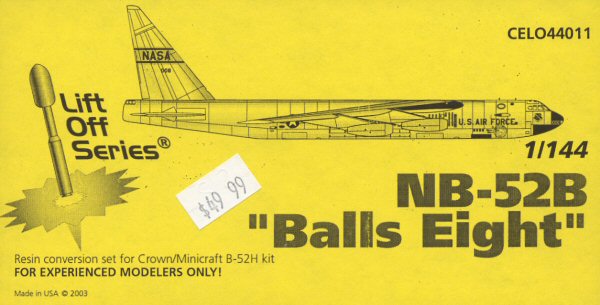 CELO44011
NASA
008
U.S. AIR FORCE
Lift
Off
Series®
1/144
NB-52B
"Balls Eight"
$49 99
Resin conversion set for Crown/Minicraft B-52H kit
FOR EXPERIENCED MODELERS ONLY!
Made in USA © 2003